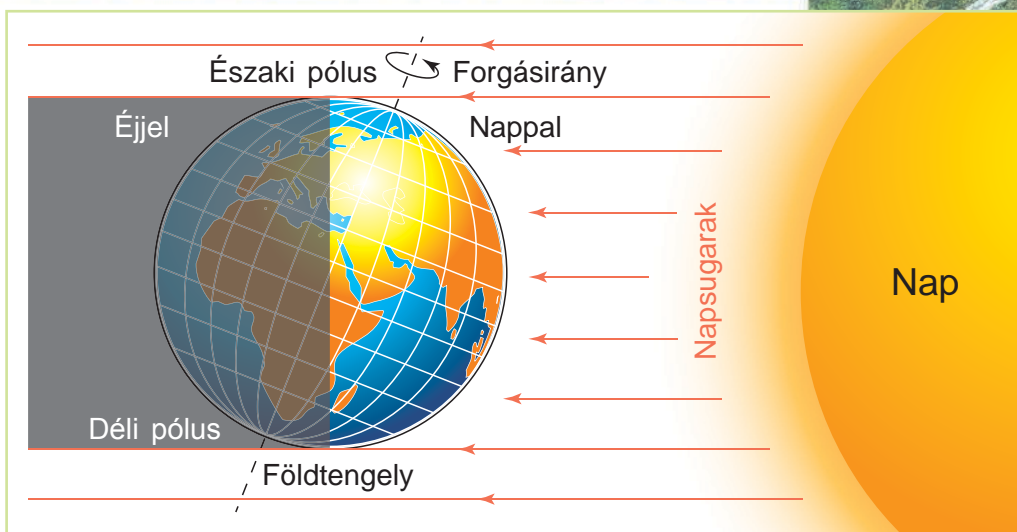 Északi pólus
Forgásirány
Éjjel
Nappal
Napsugarak
Nap
Déli pólus
Földtengely